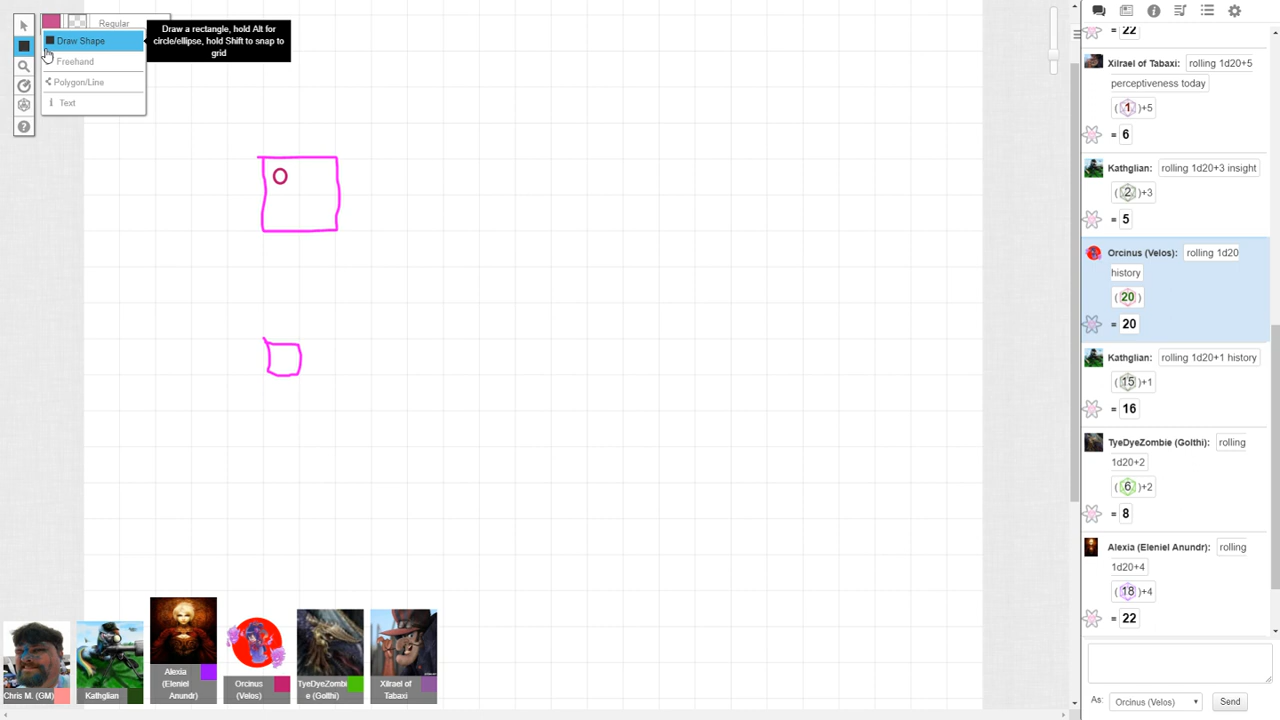 Regular
Draw Shape
Freehand
Polygon/Line
Text
Draw a rectangle, hold Alt for
circle/ellipse, hold Shift to snap to
grid
= 22
Xilrael of Tabaxi: rolling 1d20+5
perceptiveness today
(1)+5
= 6
Kathglian: rolling 1d20+3 insight
(2)+3
= 5
Orcinus (Velos): rolling 1d20
history
(20)
= 20
Kathglian: rolling 1d20+1 history
(15)+1
= 16
TyeDyeZombie (Golthi): rolling
1d20+2
(6)+2
= 8
Alexia (Eleniel Anundr): rolling
1d20+4
(18)+4
= 22
Chris M. (GM)
Kathglian
Alexia
(Eleniel
Anundr)
Orcinus
(Velos)
TyeDyeZombi
e (Golthi)
Xilrael of
Tabaxi
As: Orcinus (Velos) Send